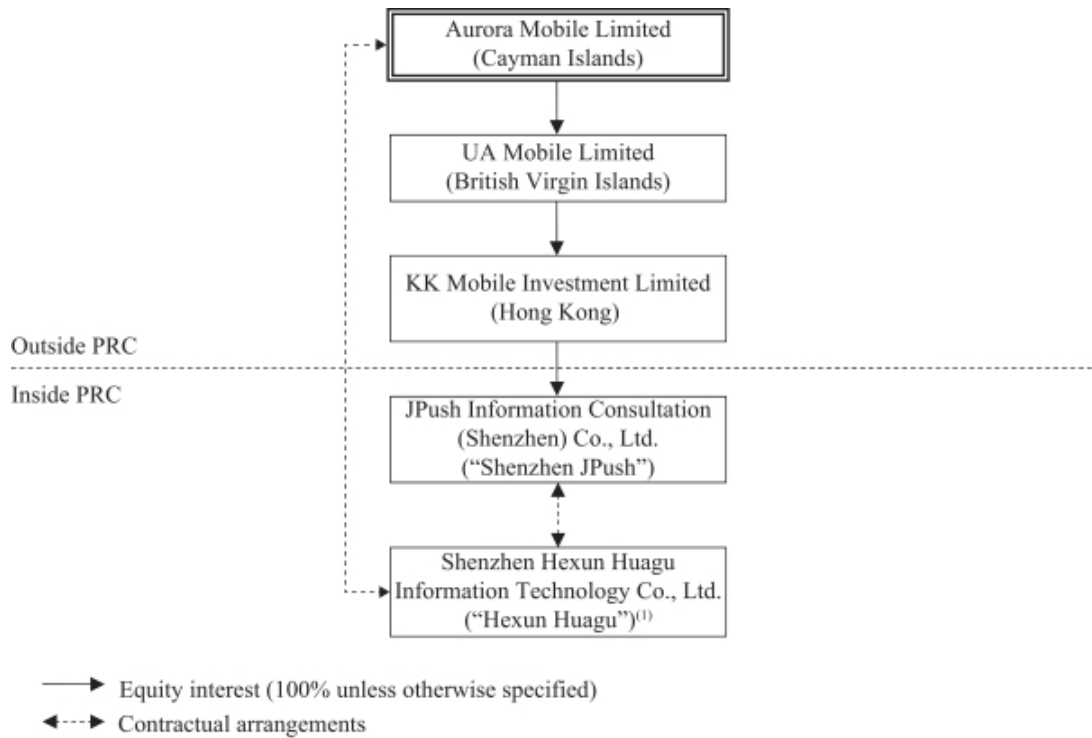 Aurora Mobile Limited
(Cayman Islands)
UA Mobile Limited
(British Virgin Islands)
KK Mobile Investment Limited
(Hong Kong)
Outside PRC
Inside PRC
JPush Information Consultation
(Shenzhen) Co., Ltd.
(“Shenzhen JPush”)
Shenzhen Hexun Huagu
Information Technology Co., Ltd.
(“Hexun Huagu”)(1)
Equity interest (100% unless otherwise specified)
Contractual arrangements